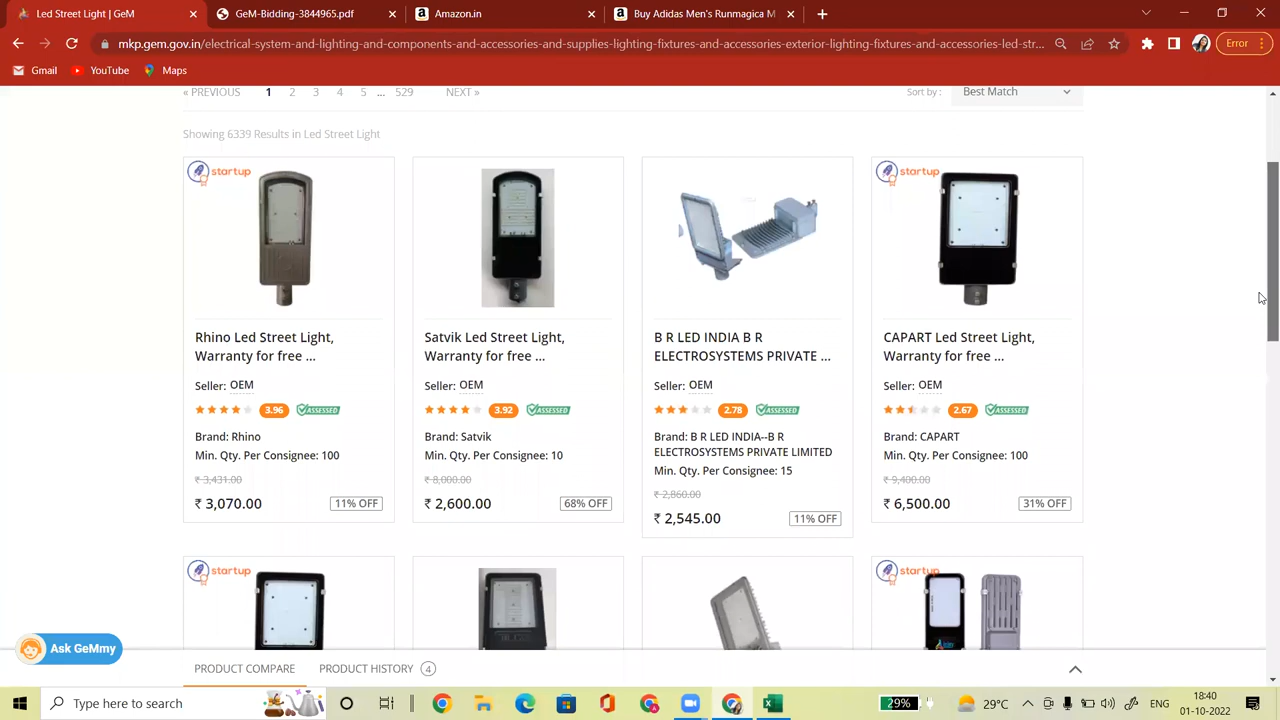 Led Street Light | GeM
GeM-Bidding-3844965.pdf
Amazon.in
Buy Adidas Men's Runmagica M
mkp.gem.gov.in/electrical-system-and-lighting-and-components-and-accessories-and-supplies-lighting-fixtures-and-accessories-exterior-lighting-fixtures-and-accessories-led-str...
Error
Gmail
YouTube
Maps
« PREVIOUS 1 2 3 4 5 ... 529 NEXT »
Sort by : Best Match
Showing 6339 Results in Led Street Light
startup
Rhino Led Street Light,
Warranty for free ...
Seller: OEM
3.96 ASSESSED
Brand: Rhino
Min. Qty. Per Consignee: 100
₹ 3,431.00
₹ 3,070.00 11% OFF
Satvik Led Street Light,
Warranty for free ...
Seller: OEM
3.92 ASSESSED
Brand: Satvik
Min. Qty. Per Consignee: 10
₹ 8,000.00
₹ 2,600.00 68% OFF
B R LED INDIA B R
ELECTROSYSTEMS PRIVATE ...
Seller: OEM
2.78 ASSESSED
Brand: B R LED INDIA--B R
ELECTROSYSTEMS PRIVATE LIMITED
Min. Qty. Per Consignee: 15
₹ 2,860.00
₹ 2,545.00 11% OFF
startup
CAPART Led Street Light,
Warranty for free ...
Seller: OEM
2.67 ASSESSED
Brand: CAPART
Min. Qty. Per Consignee: 100
₹ 9,400.00
₹ 6,500.00 31% OFF
startup
startup
Ask GeMmy
PRODUCT COMPARE
PRODUCT HISTORY 4
Type here to search
29%
29°C
ENG
18:40
01-10-2022